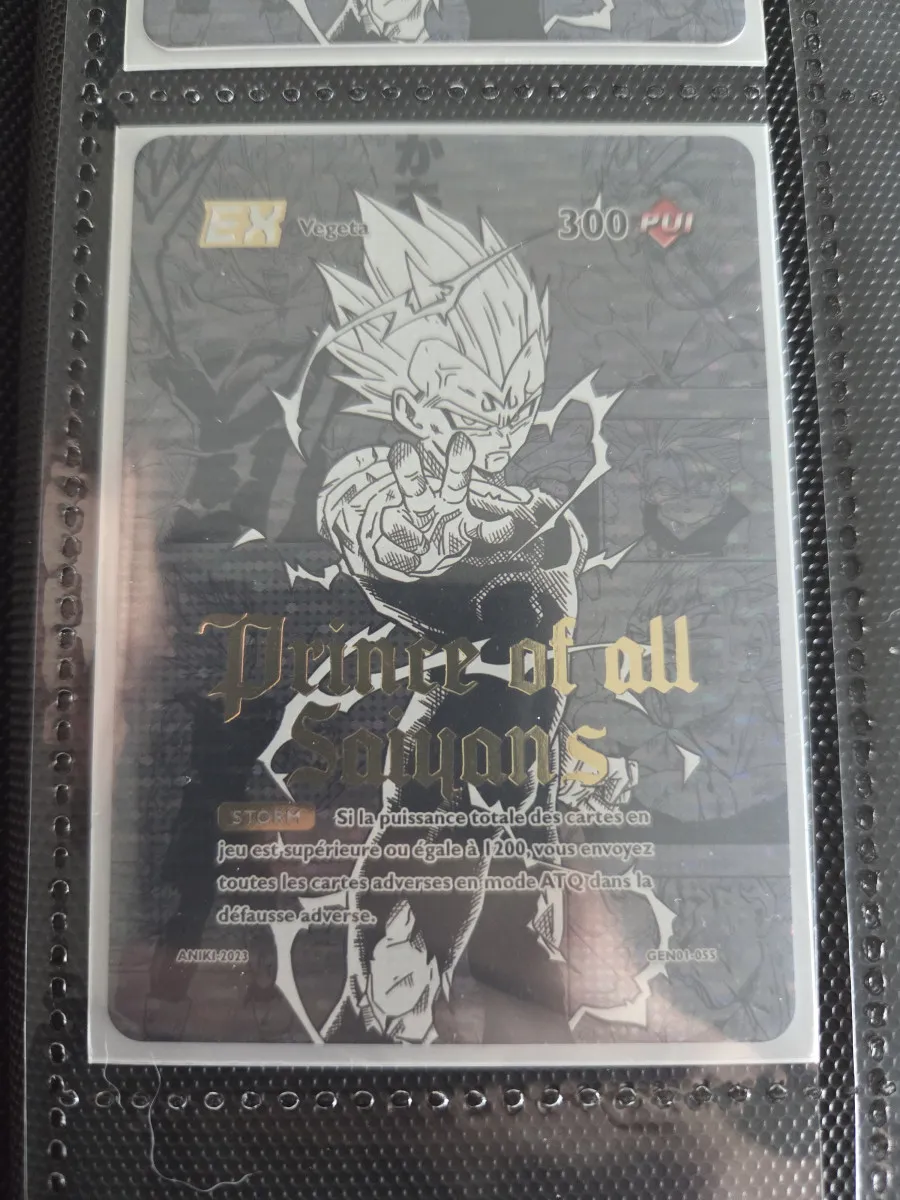 か
EX Vegeta 300 PUI
Prince of all
Saiyans
STORM Si la puissance totale des cartes en
jeu est supérieure ou égale à 1200, vous envoyez
toutes les cartes adverses en mode ATQ dans la
défausse adverse.
ANIKI-2023 GEN01-055